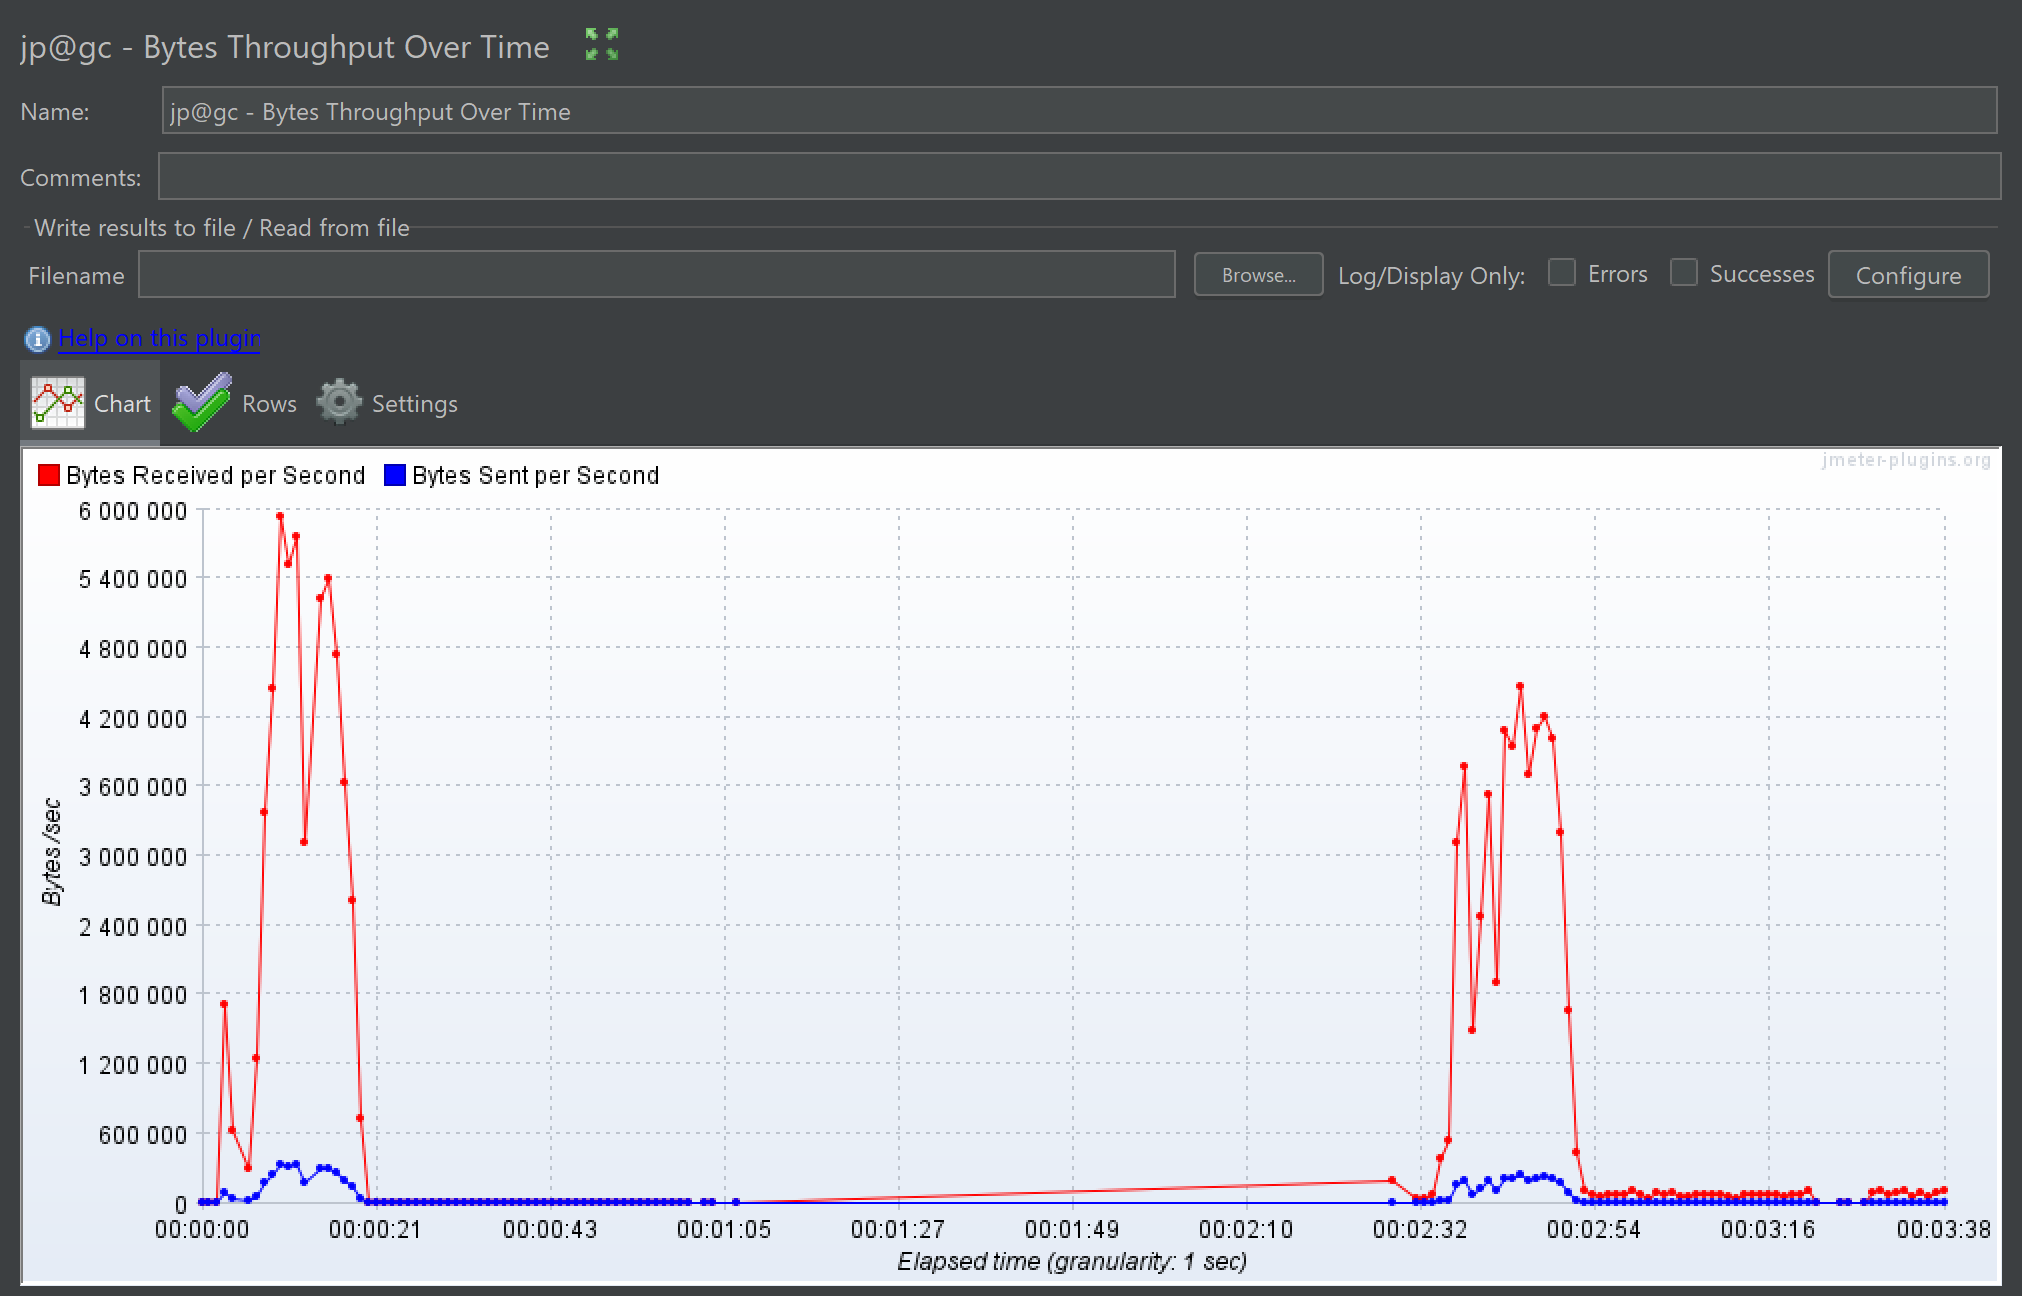 jp@gc - Bytes Throughput Over Time
Name: jp@gc - Bytes Throughput Over Time
Comments:
Write results to file / Read from file
Filename Browse... Log/Display Only: Errors Successes Configure
Help on this plugin
Chart Rows Settings
Bytes Received per Second Bytes Sent per Second jmeter-plugins.org
6 000 000
5 400 000
4 800 000
4 200 000
3 600 000
3 000 000
2 400 000
1 800 000
1 200 000
600 000
0
Bytes/sec
00:00:00 00:00:21 00:00:43 00:01:05 00:01:27 00:01:49 00:02:10 00:02:32 00:02:54 00:03:16 00:03:38
Elapsed time (granularity: 1 sec)